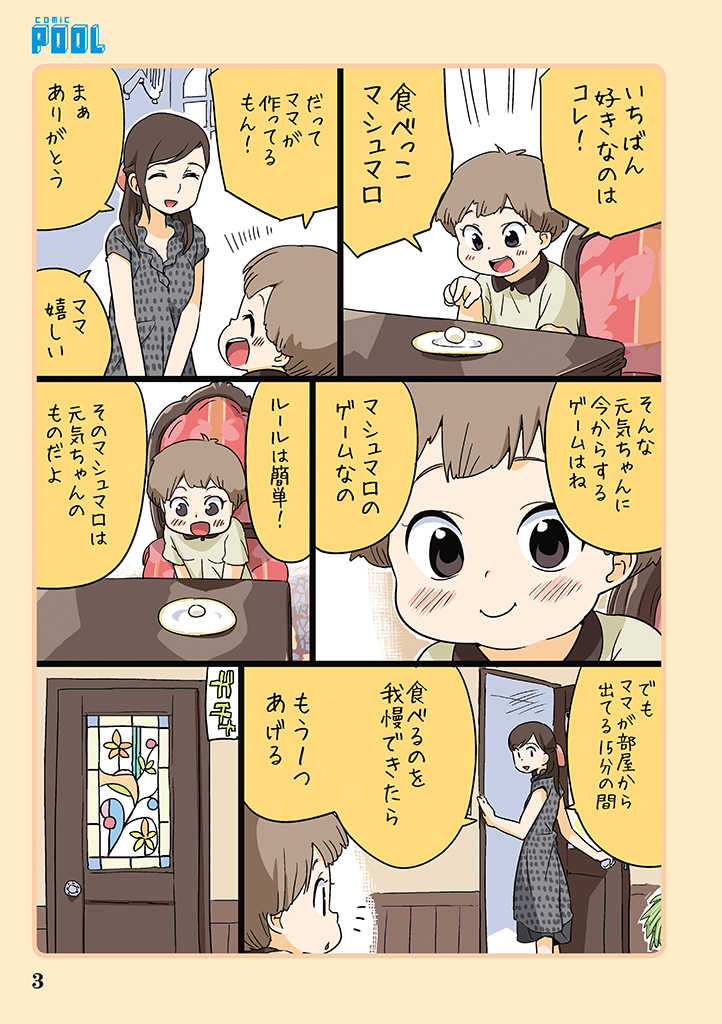 COMIC
POOL
いちばん
好きなのは
コレ!
食べっこ
マシュマロ
だって
ママが
作ってる
もん!
まぁ
ありがとう
ママ
嬉しい
そんな
元気ちゃんに
今からする
ゲームはね
マシュマロの
ゲームなの
ルールは簡単!
そのマシュマロは
元気ちゃんの
ものだよ
でも
ママが部屋から
出てる15分の間
食べるのを
我慢できたら
もう一つ
あげる
ガチャ
3